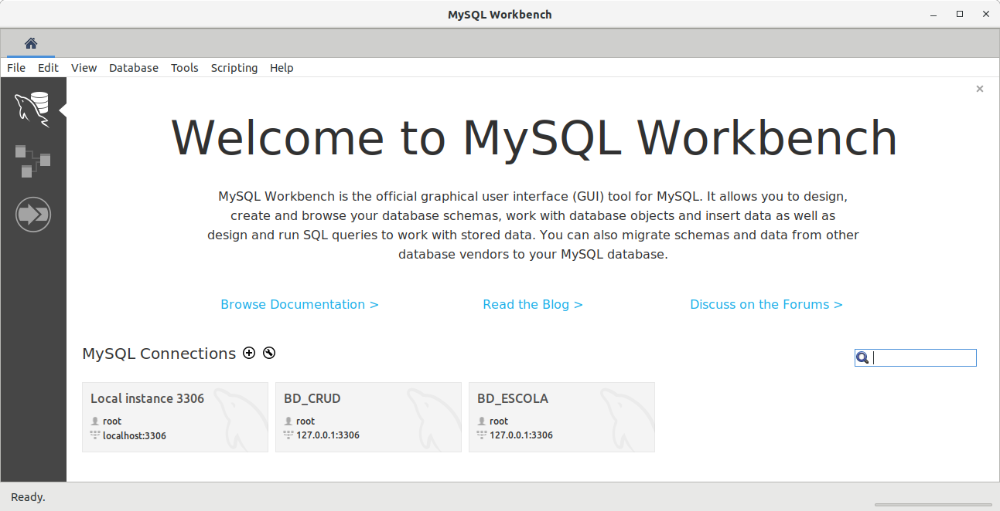 MySQL Workbench
File Edit View Database Tools Scripting Help
Welcome to MySQL Workbench
MySQL Workbench is the official graphical user interface (GUI) tool for MySQL. It allows you to design,
create and browse your database schemas, work with database objects and insert data as well as
design and run SQL queries to work with stored data. You can also migrate schemas and data from other
database vendors to your MySQL database.
Browse Documentation > Read the Blog > Discuss on the Forums >
MySQL Connections
Local instance 3306
root
localhost:3306
BD_CRUD
root
127.0.0.1:3306
BD_ESCOLA
root
127.0.0.1:3306
Ready.